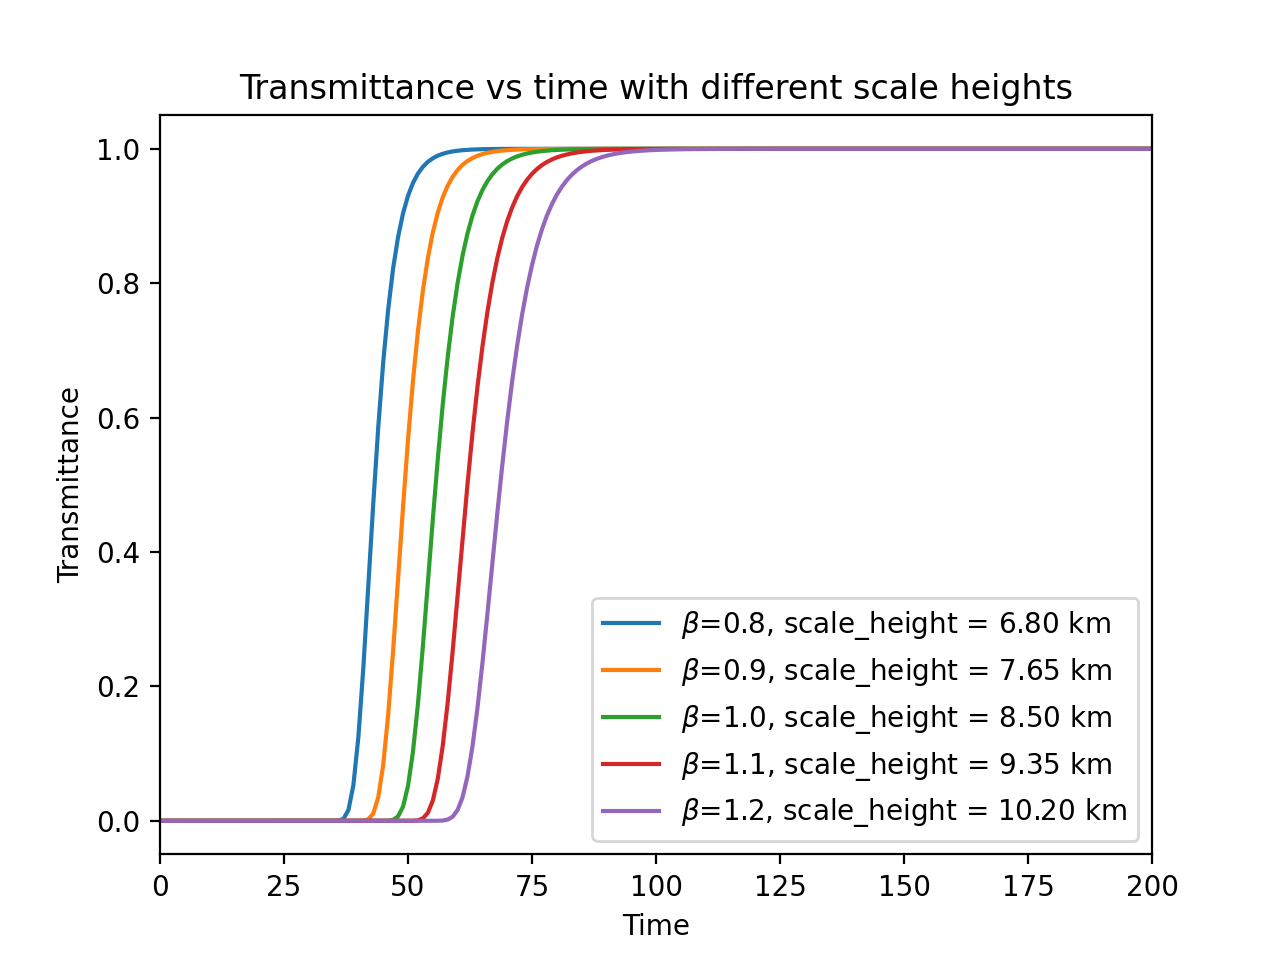 Transmittance vs time with different scale heights
1.0
0.8
0.6
0.4
0.2
0.0
Transmittance
β=0.8, scale_height = 6.80 km
β=0.9, scale_height = 7.65 km
β=1.0, scale_height = 8.50 km
β=1.1, scale_height = 9.35 km
β=1.2, scale_height = 10.20 km
0 25 50 75 100 125 150 175 200
Time